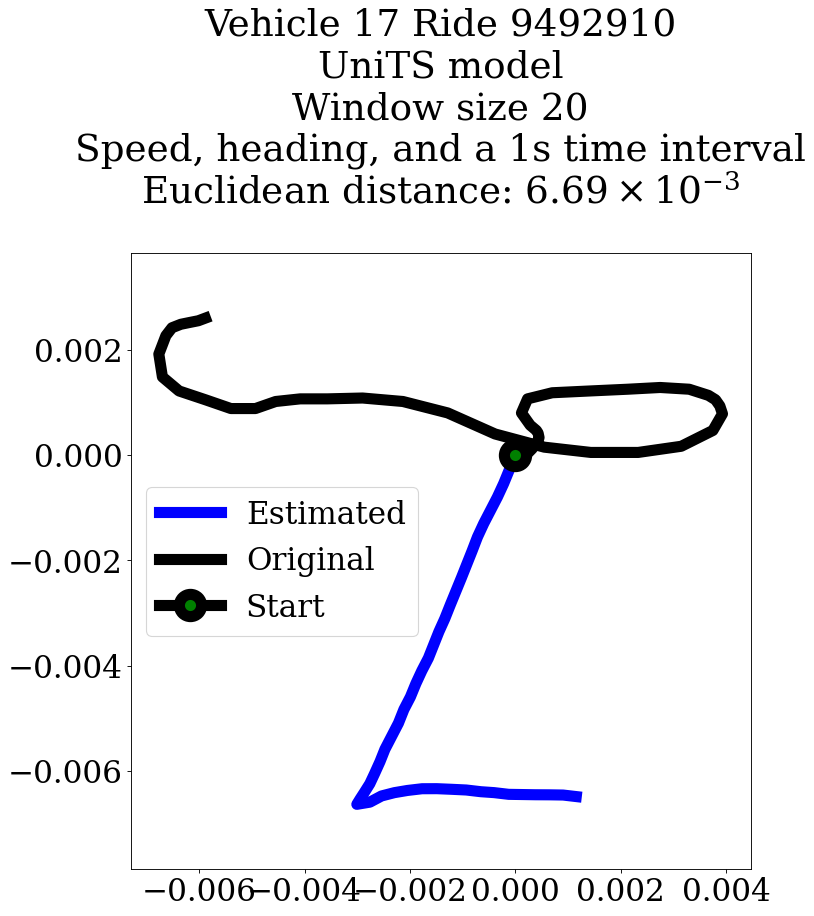 Vehicle 17 Ride 9492910
UniTS model
Window size 20
Speed, heading, and a 1s time interval
Euclidean distance: 6.69 × 10⁻³
0.002
0.000
−0.002
−0.004
−0.006
Estimated
Original
Start
−0.006 −0.004 −0.002 0.000 0.002 0.004